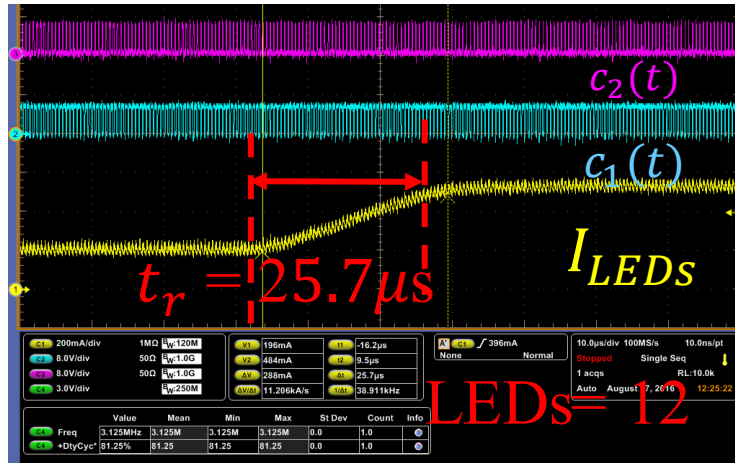 3
c₂(t)
2
c₁(t)
I_LEDs
t_r = 25.7μs
1
C1 200mA/div 1MΩ BW:120M
C2 8.0V/div 50Ω BW:1.0G
C3 8.0V/div 50Ω BW:1.0G
C4 3.0V/div BW:250M
V1 196mA t1 -16.2μs
V2 484mA t2 9.5μs
ΔV 288mA Δt 25.7μs
ΔV/Δt 11.206kA/s 1/Δt 38.911kHz
A' C1 396mA
None Normal
10.0μs/div 100MS/s 10.0ns/pt
Stopped Single Seq
1 acqs RL:10.0k
Auto August 7, 2016 12:25:22
LEDs= 12
Value Mean Min Max St Dev Count Info
C4 Freq 3.125MHz 3.125M 3.125M 3.125M 0.0 1.0
C4 +DtyCyc* 81.25% 81.25 81.25 81.25 0.0 1.0